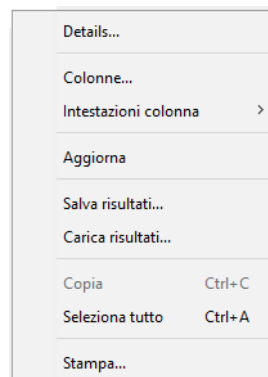 Details...
Colonne...
Intestazioni colonna
Aggiorna
Salva risultati...
Carica risultati...
Copia Ctrl+C
Seleziona tutto Ctrl+A
Stampa...